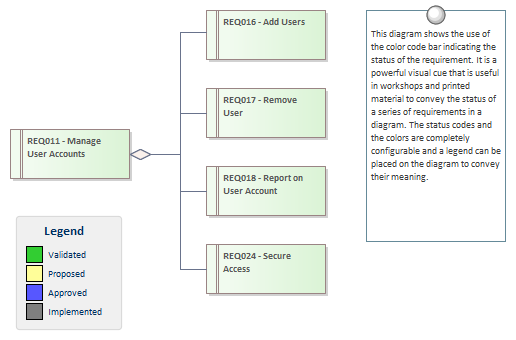 REQ016 - Add Users
REQ017 - Remove
User
REQ011 - Manage
User Accounts
REQ018 - Report on
User Account
REQ024 - Secure
Access
This diagram shows the use of
the color code bar indicating the
status of the requirement. It is a
powerful visual cue that is useful
in workshops and printed
material to convey the status of
a series of requirements in a
diagram. The status codes and
the colors are completely
configurable and a legend can be
placed on the diagram to convey
their meaning.
Legend
Validated
Proposed
Approved
Implemented